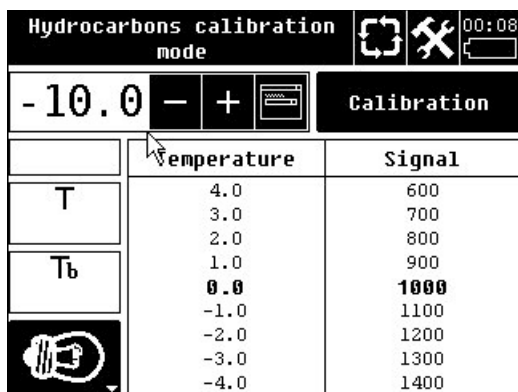 Hydrocarbons calibration
mode
00:08
-10.0 - + Calibration
Temperature Signal
T
Tb
4.0 600
3.0 700
2.0 800
1.0 900
0.0 1000
-1.0 1100
-2.0 1200
-3.0 1300
-4.0 1400